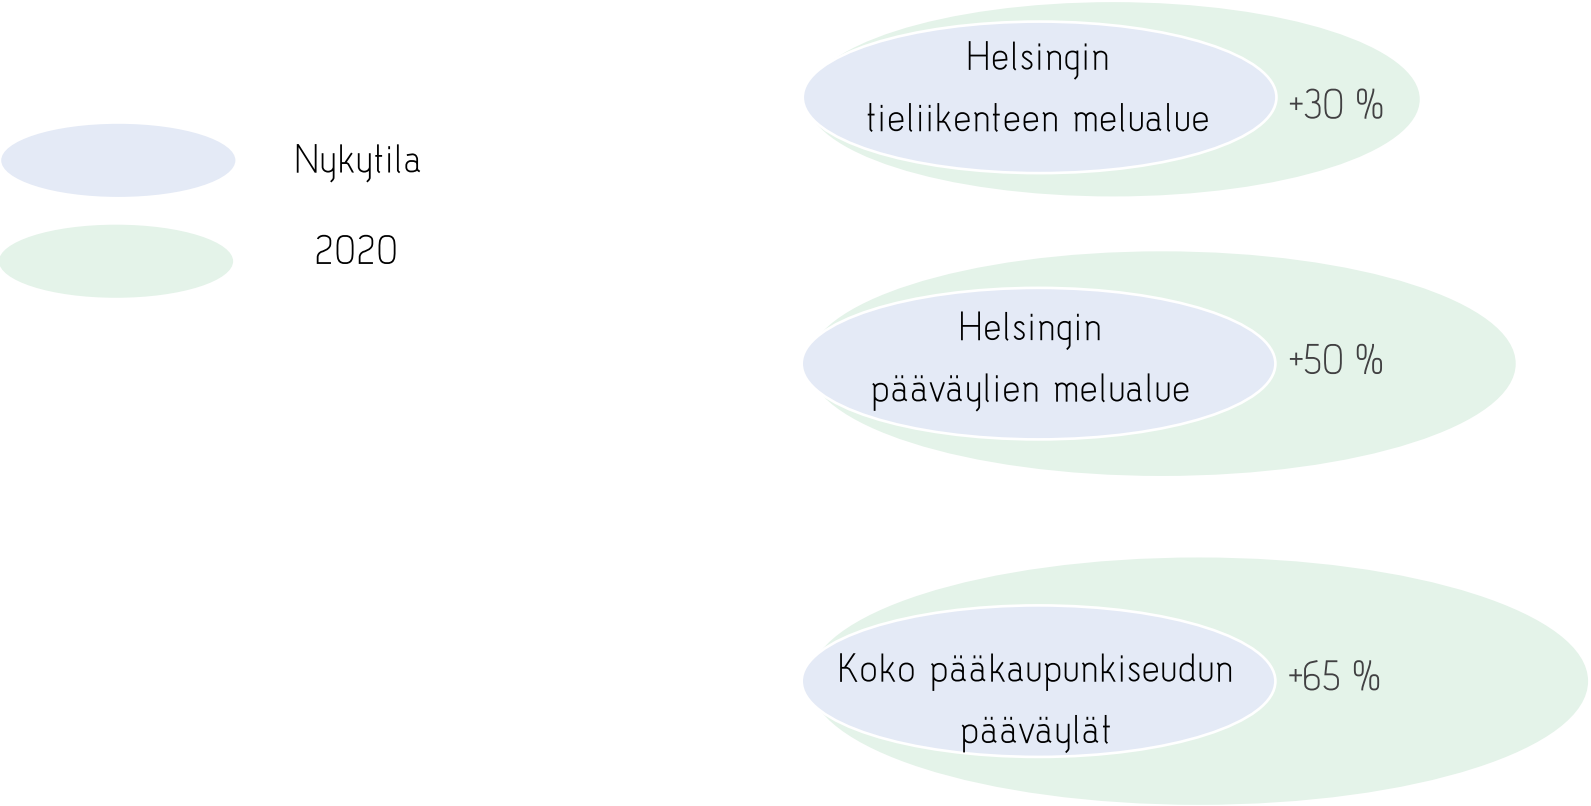 Nykytila
2020
Helsingin
tieliikenteen melualue
+30 %
Helsingin
pääväylien melualue
+50 %
Koko pääkaupunkiseudun
pääväylät
+65 %